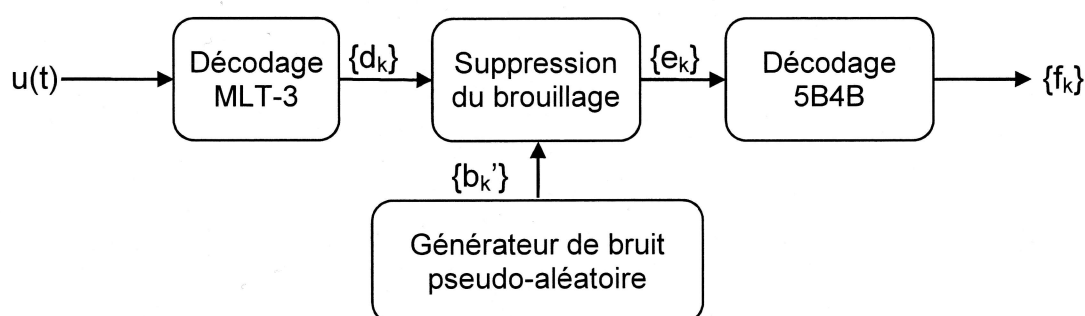 u(t)
Décodage
MLT-3
{dk}
Suppression
du brouillage
{ek}
Décodage
5B4B
{fk}
{bk'}
Générateur de bruit
pseudo-aléatoire